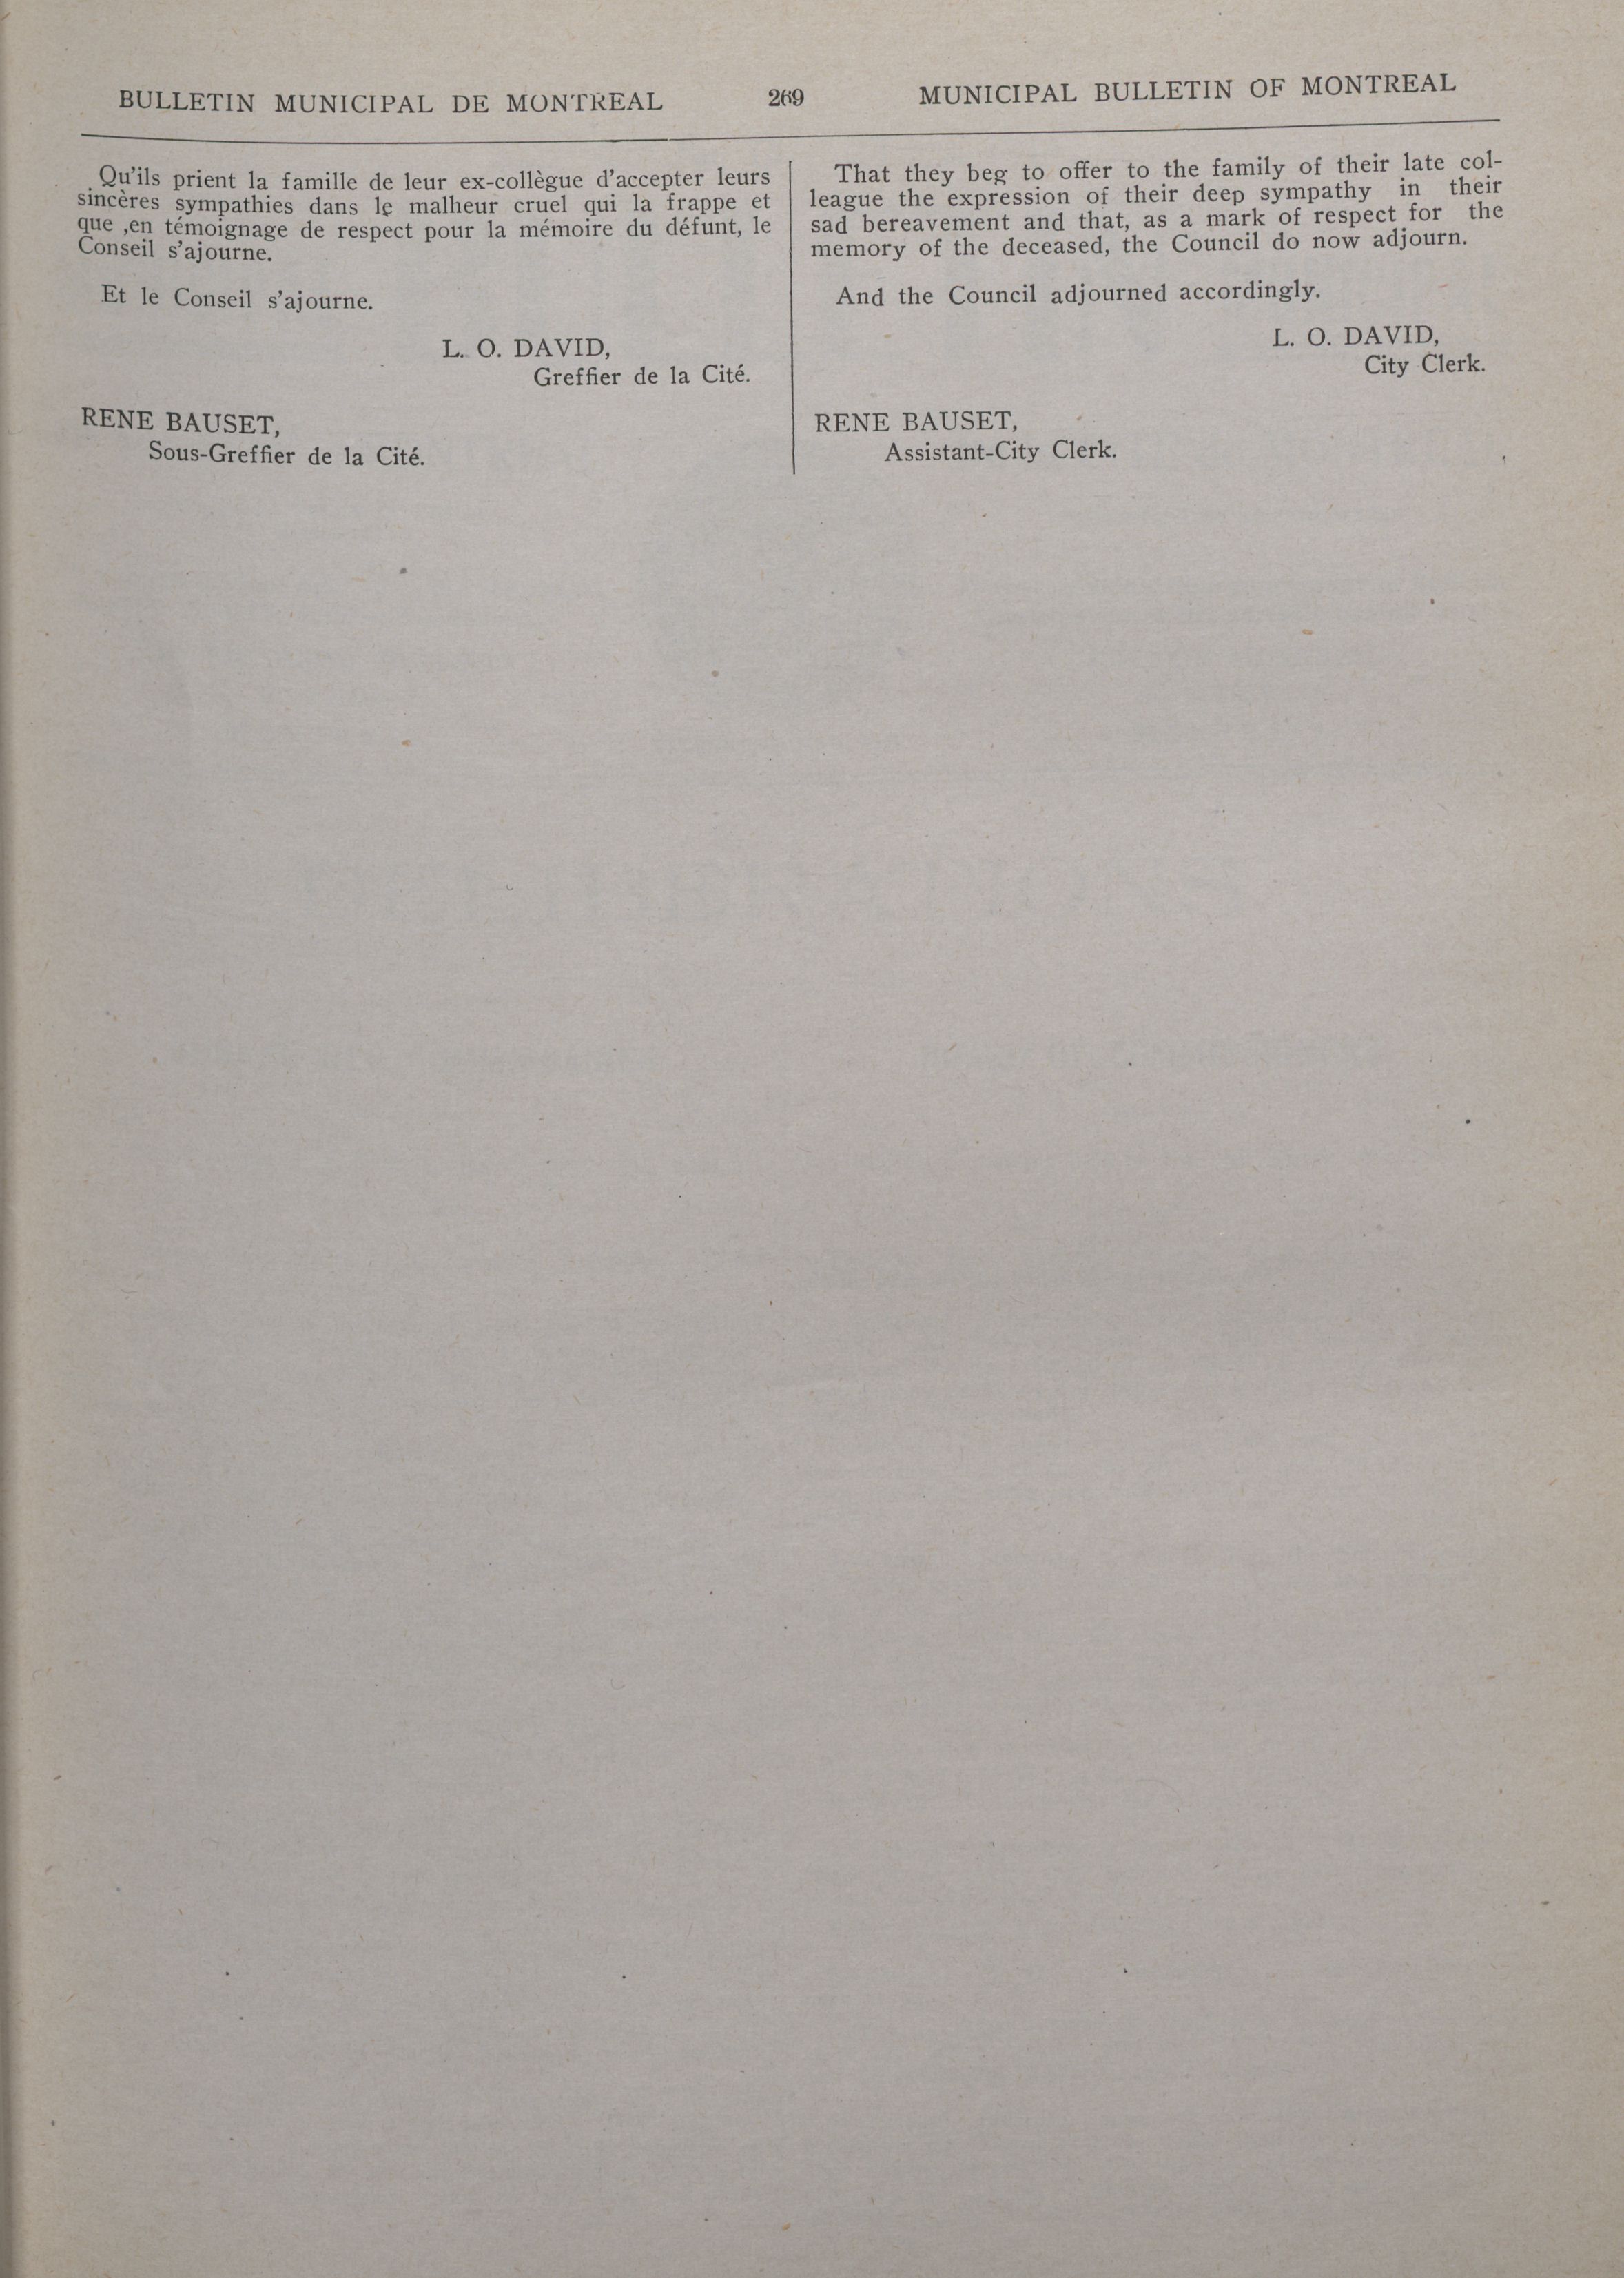 BULLETIN MUNICIPAL DE MONTREAL 269 MUNICIPAL BULLETIN OF MONTREAL
Qu'ils prient la famille de leur ex-collègue d'accepter leurs
sincères sympathies dans le malheur cruel qui la frappe et
que ,en témoignage de respect pour la mémoire du défunt, le
Conseil s'ajourne.
Et le Conseil s'ajourne.
L. O. DAVID,
Greffier de la Cité.
RENE BAUSET,
Sous-Greffier de la Cité.
That they beg to offer to the family of their late col-
league the expression of their deep sympathy in their
sad bereavement and that, as a mark of respect for the
memory of the deceased, the Council do now adjourn.
And the Council adjourned accordingly.
L. O. DAVID,
City Clerk.
RENE BAUSET,
Assistant-City Clerk.